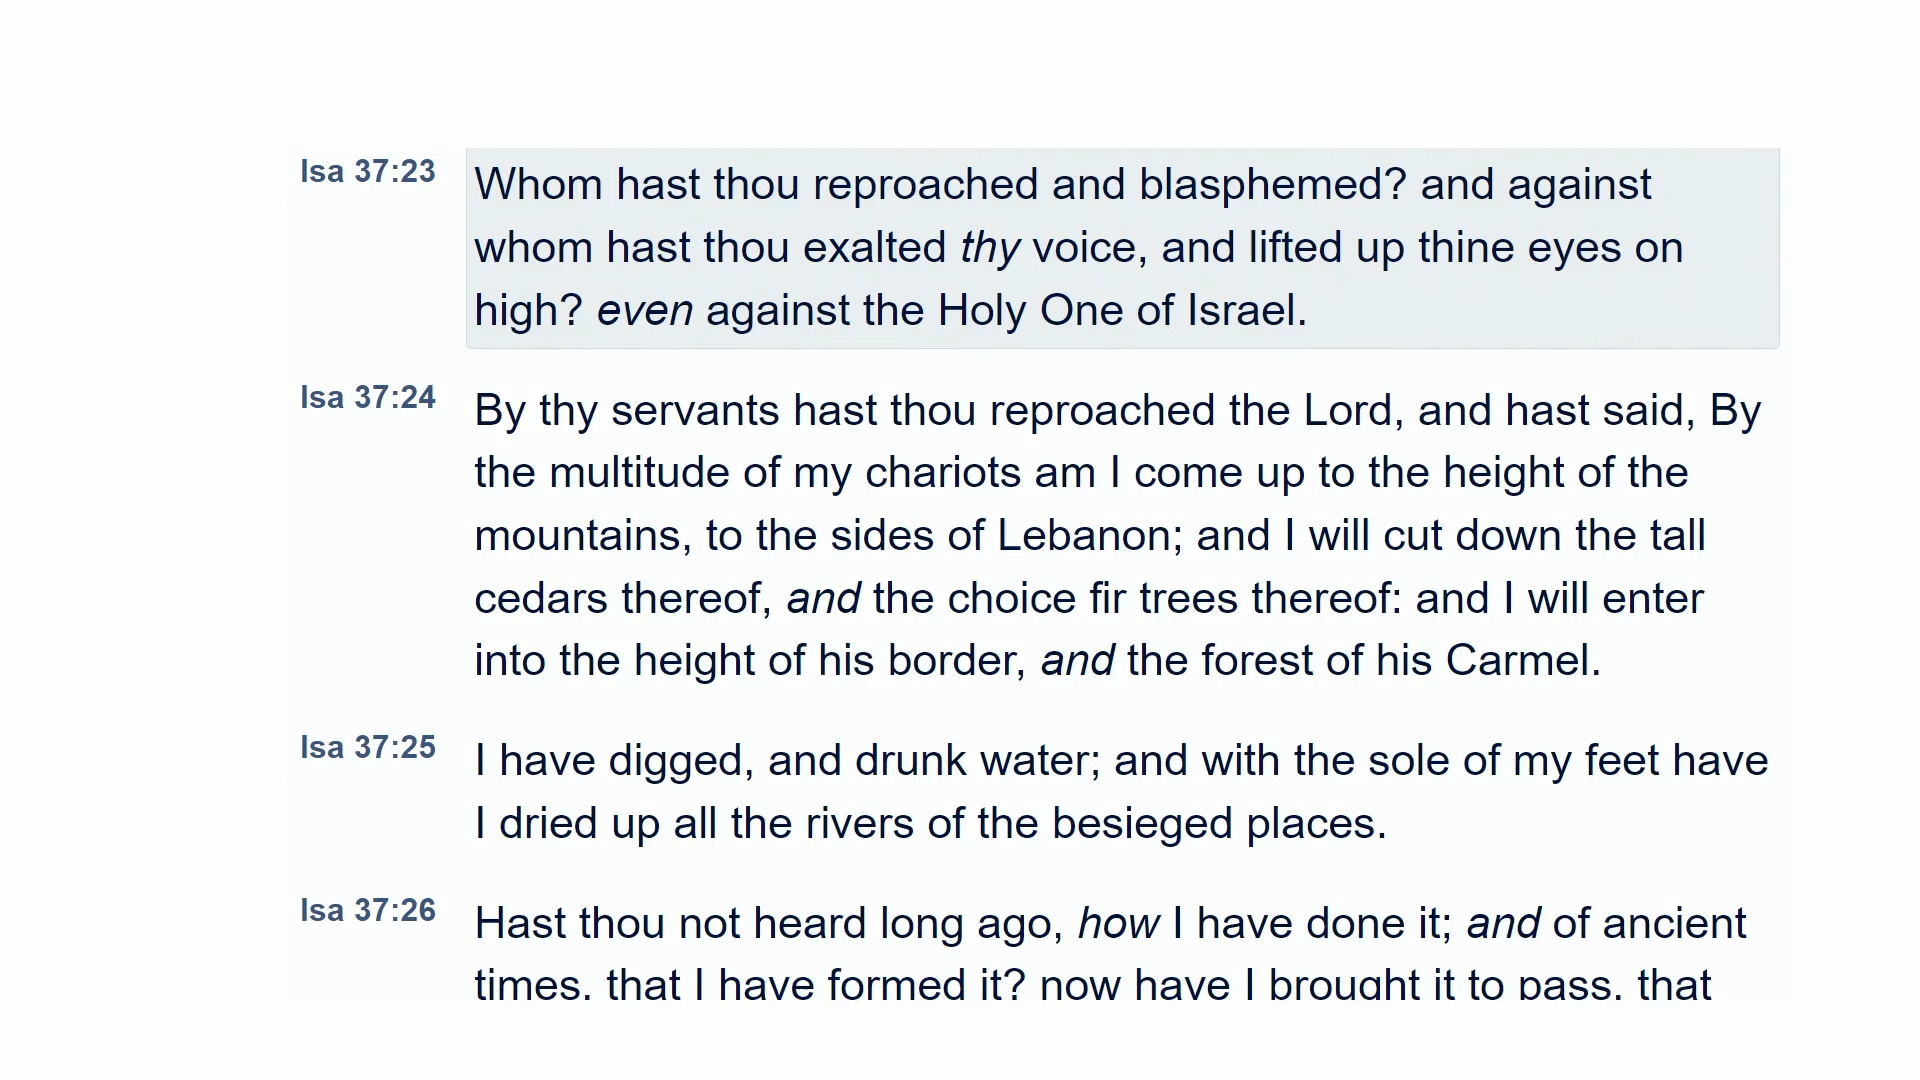 Isa 37:23 Whom hast thou reproached and blasphemed? and against
whom hast thou exalted thy voice, and lifted up thine eyes on
high? even against the Holy One of Israel.
Isa 37:24 By thy servants hast thou reproached the Lord, and hast said, By
the multitude of my chariots am I come up to the height of the
mountains, to the sides of Lebanon; and I will cut down the tall
cedars thereof, and the choice fir trees thereof: and I will enter
into the height of his border, and the forest of his Carmel.
Isa 37:25 I have digged, and drunk water; and with the sole of my feet have
I dried up all the rivers of the besieged places.
Isa 37:26 Hast thou not heard long ago, how I have done it; and of ancient
times, that I have formed it? now have I brought it to pass, that